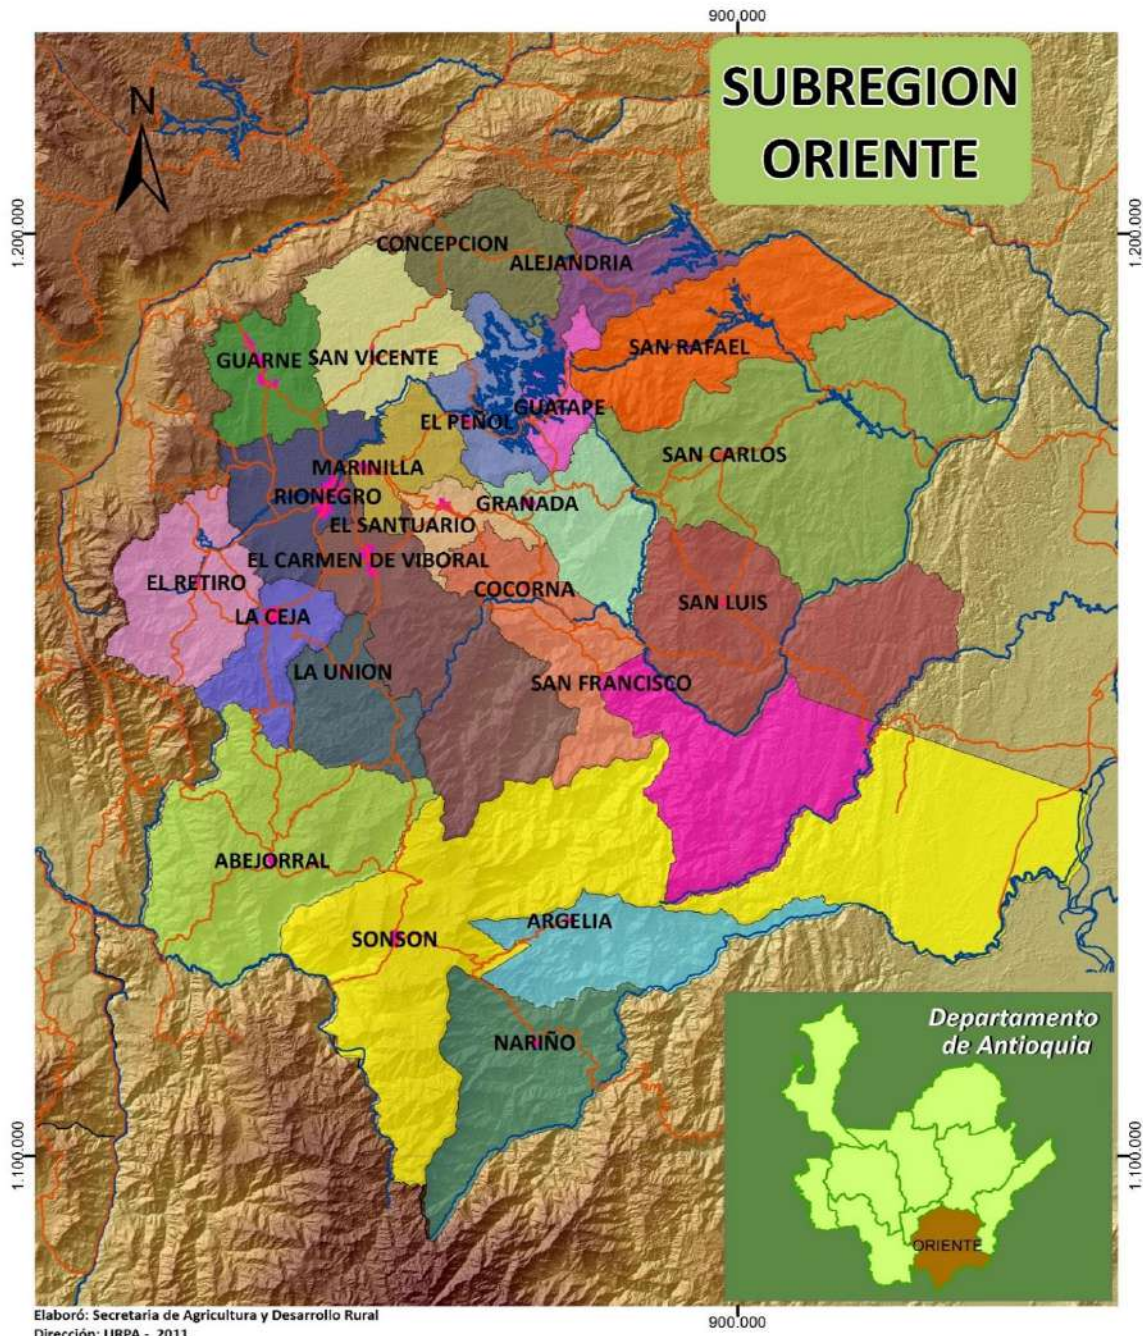 900.000
SUBREGION
ORIENTE
N
1.200.000
1.200.000
CONCEPCION
ALEJANDRIA
GUARNE
SAN VICENTE
SAN RAFAEL
GUATAPE
EL PEÑOL
SAN CARLOS
MARINILLA
RIONEGRO
GRANADA
EL SANTUARIO
EL CARMEN DE VIBORAL
EL RETIRO
COCORNA
SAN LUIS
LA CEJA
LA UNION
SAN FRANCISCO
ABEJORRAL
ARGELIA
SONSON
NARIÑO
Departamento
de Antioquia
1.100.000
1.100.000
ORIENTE
Elaboró: Secretaria de Agricultura y Desarrollo Rural
Dirección: URPA - 2011
900.000